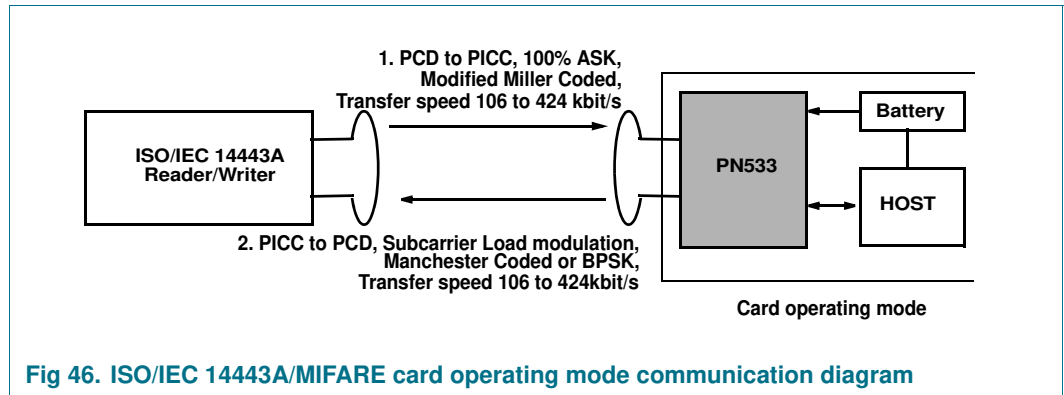 1. PCD to PICC, 100% ASK,
Modified Miller Coded,
Transfer speed 106 to 424 kbit/s
ISO/IEC 14443A
Reader/Writer
PN533
Battery
HOST
2. PICC to PCD, Subcarrier Load modulation,
Manchester Coded or BPSK,
Transfer speed 106 to 424kbit/s
Card operating mode
Fig 46. ISO/IEC 14443A/MIFARE card operating mode communication diagram